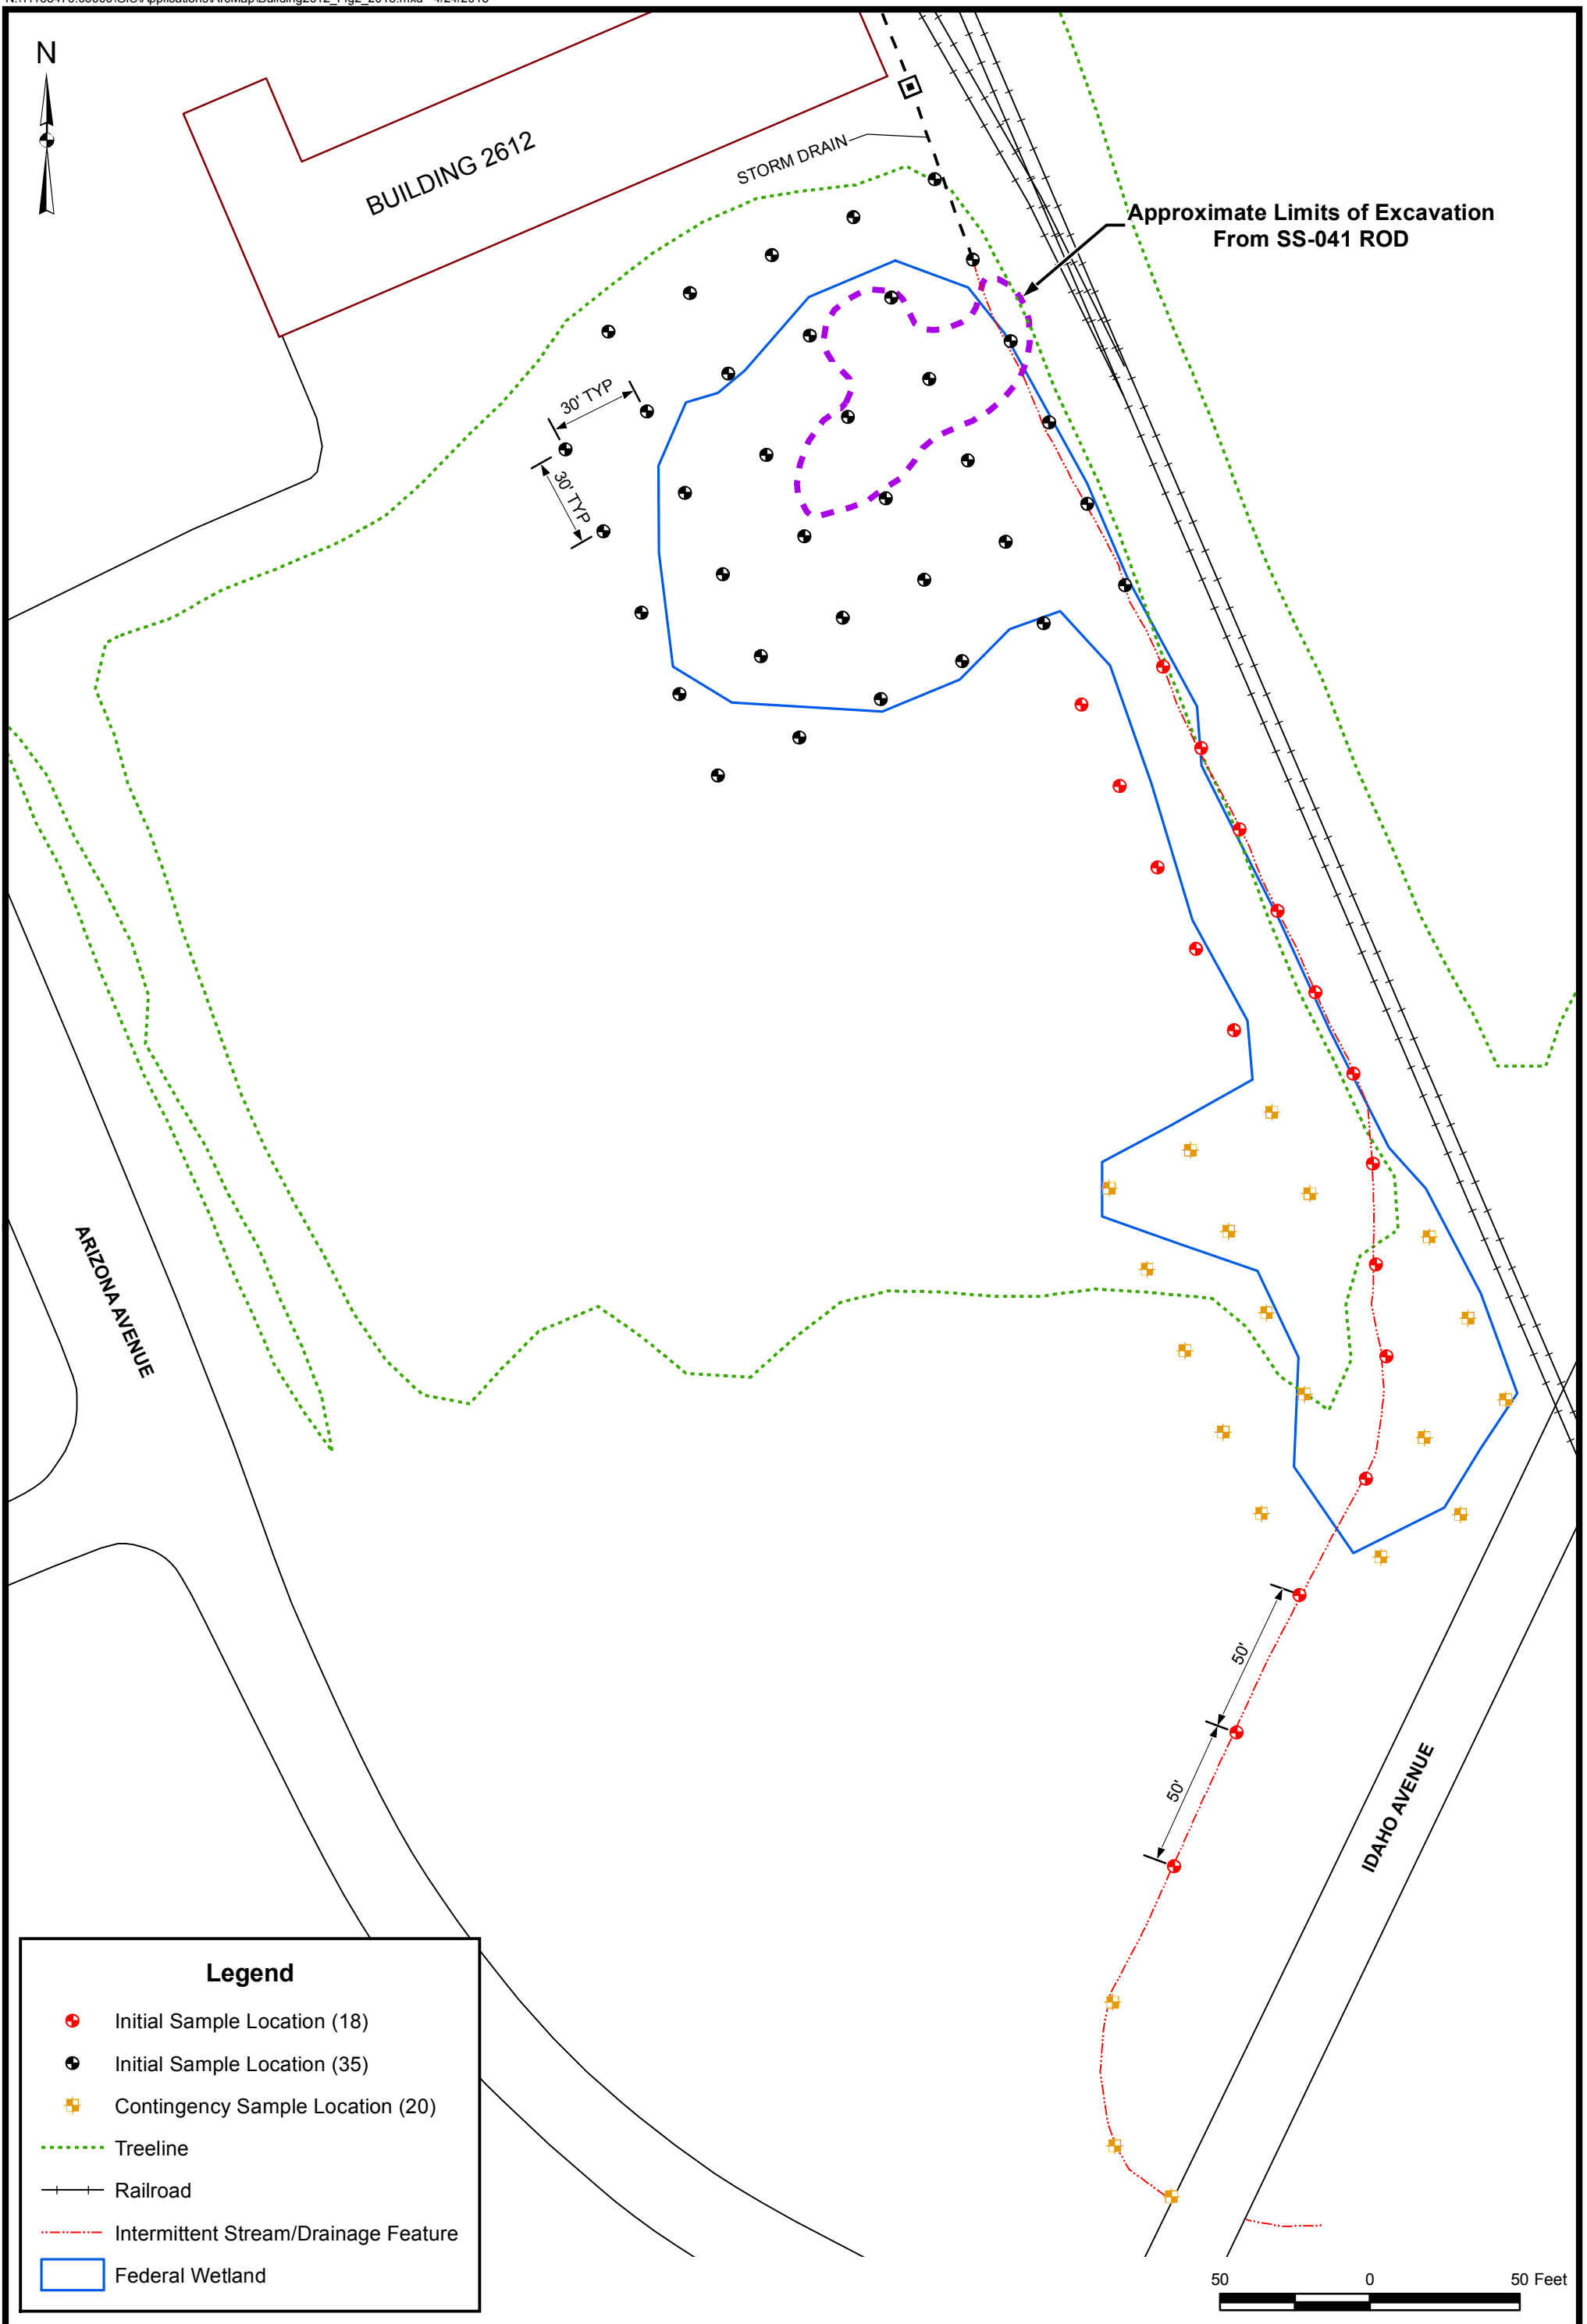 N
BUILDING 2612
STORM DRAIN
Approximate Limits of Excavation
From SS-041 ROD
30' TYP
30' TYP
ARIZONA AVENUE
50'
50'
IDAHO AVENUE
Legend
Initial Sample Location (18)
Initial Sample Location (35)
Contingency Sample Location (20)
Treeline
Railroad
Intermittent Stream/Drainage Feature
Federal Wetland
50 0 50 Feet